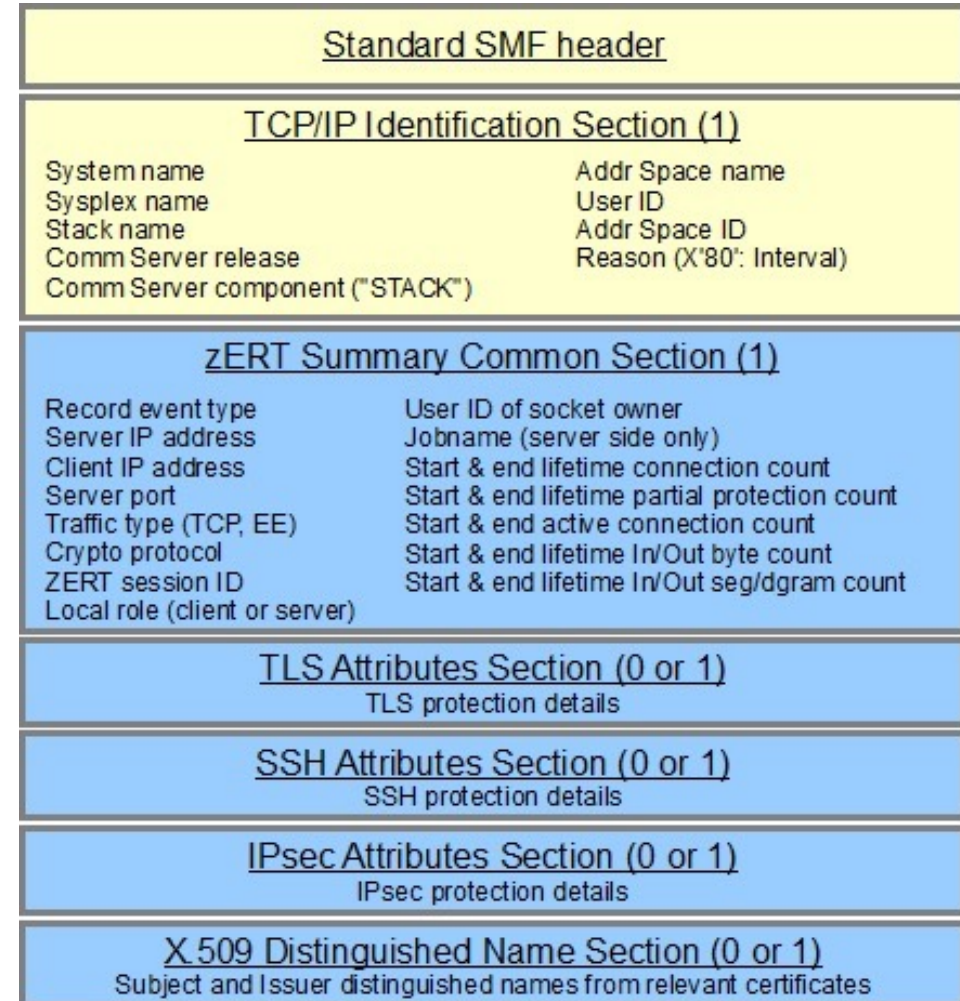 Standard SMF header
TCP/IP Identification Section (1)
System name
Sysplex name
Stack name
Comm Server release
Comm Server component ("STACK")
Addr Space name
User ID
Addr Space ID
Reason (X'80': Interval)
zERT Summary Common Section (1)
Record event type
Server IP address
Client IP address
Server port
Traffic type (TCP, EE)
Crypto protocol
ZERT session ID
Local role (client or server)
User ID of socket owner
Jobname (server side only)
Start & end lifetime connection count
Start & end lifetime partial protection count
Start & end active connection count
Start & end lifetime In/Out byte count
Start & end lifetime In/Out seg/dgram count
TLS Attributes Section (0 or 1)
TLS protection details
SSH Attributes Section (0 or 1)
SSH protection details
IPsec Attributes Section (0 or 1)
IPsec protection details
X.509 Distinguished Name Section (0 or 1)
Subject and Issuer distinguished names from relevant certificates